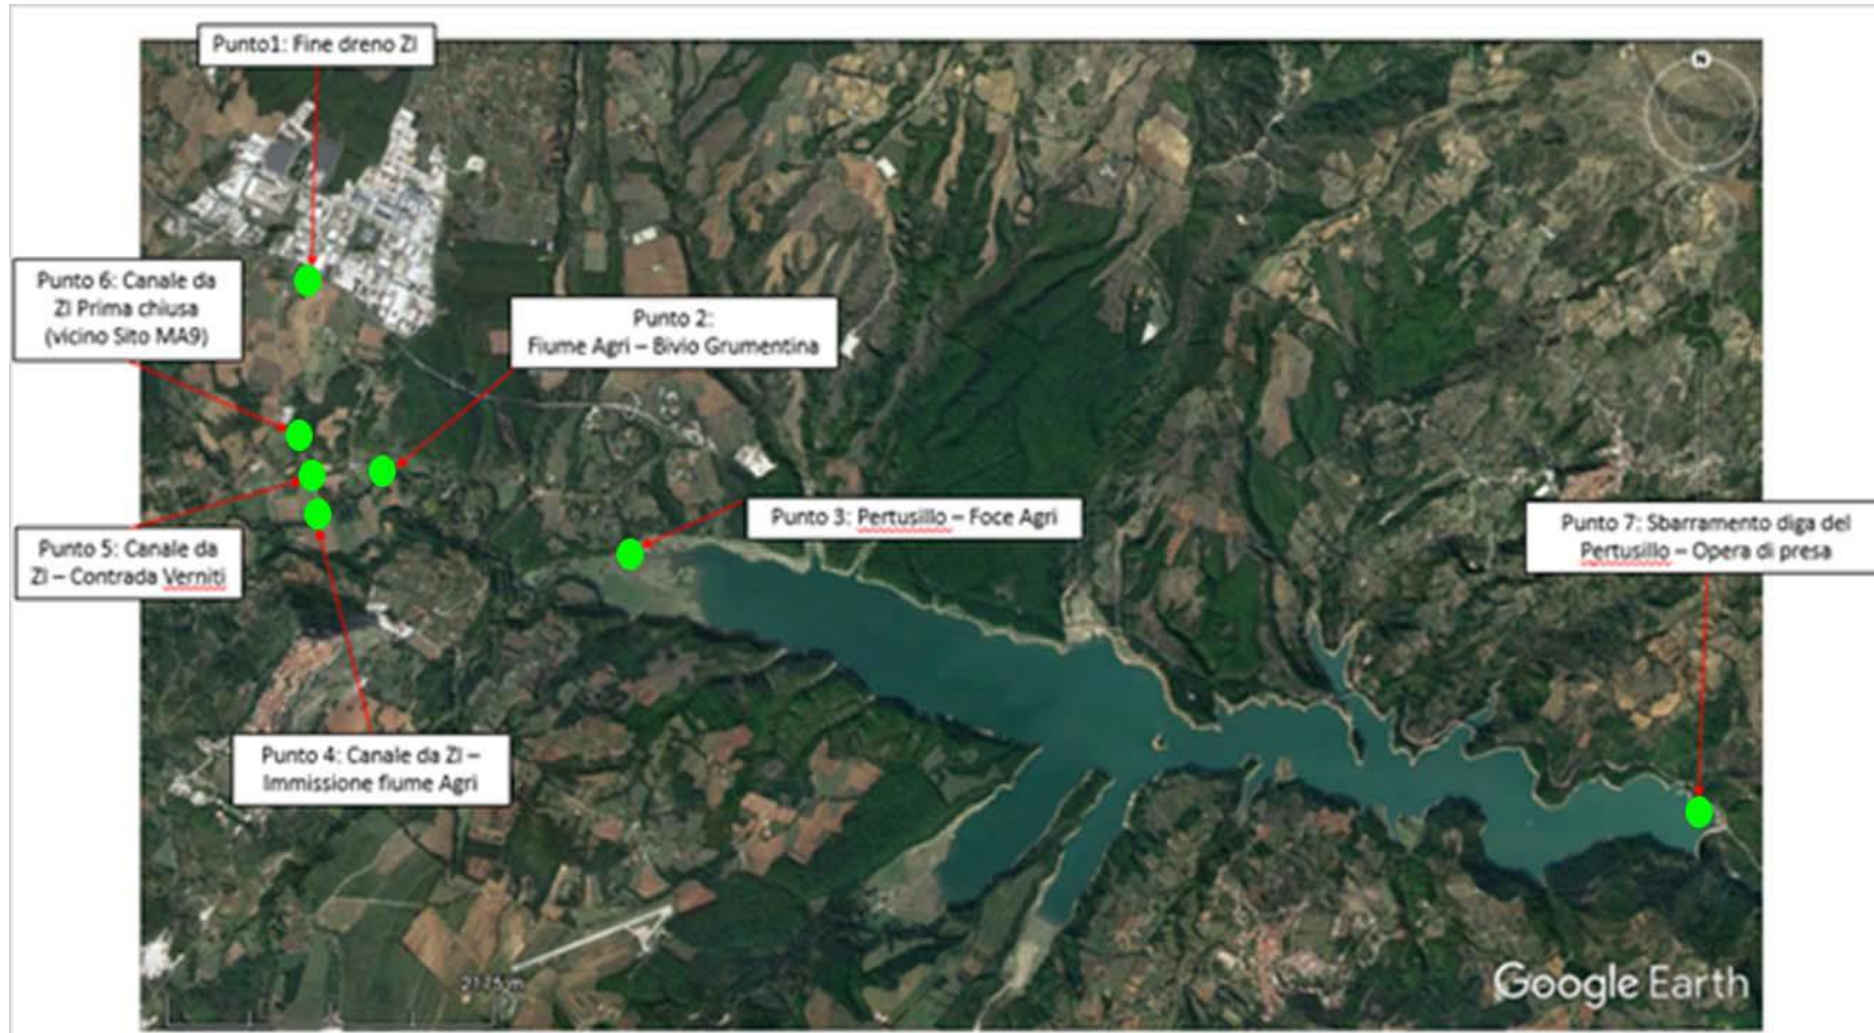 Punto1: Fine dreno ZI
N
Punto 6: Canale da
ZI Prima chiusa
(vicino Sito MA9)
Punto 2:
Fiume Agri – Bivio Grumentina
Punto 3: Pertusillo – Foce Agri
Punto 7: Sbarramento diga del
Pertusillo – Opera di presa
Punto 5: Canale da
ZI – Contrada Verniti
Punto 4: Canale da ZI –
Immissione fiume Agri
2175 m
Google Earth